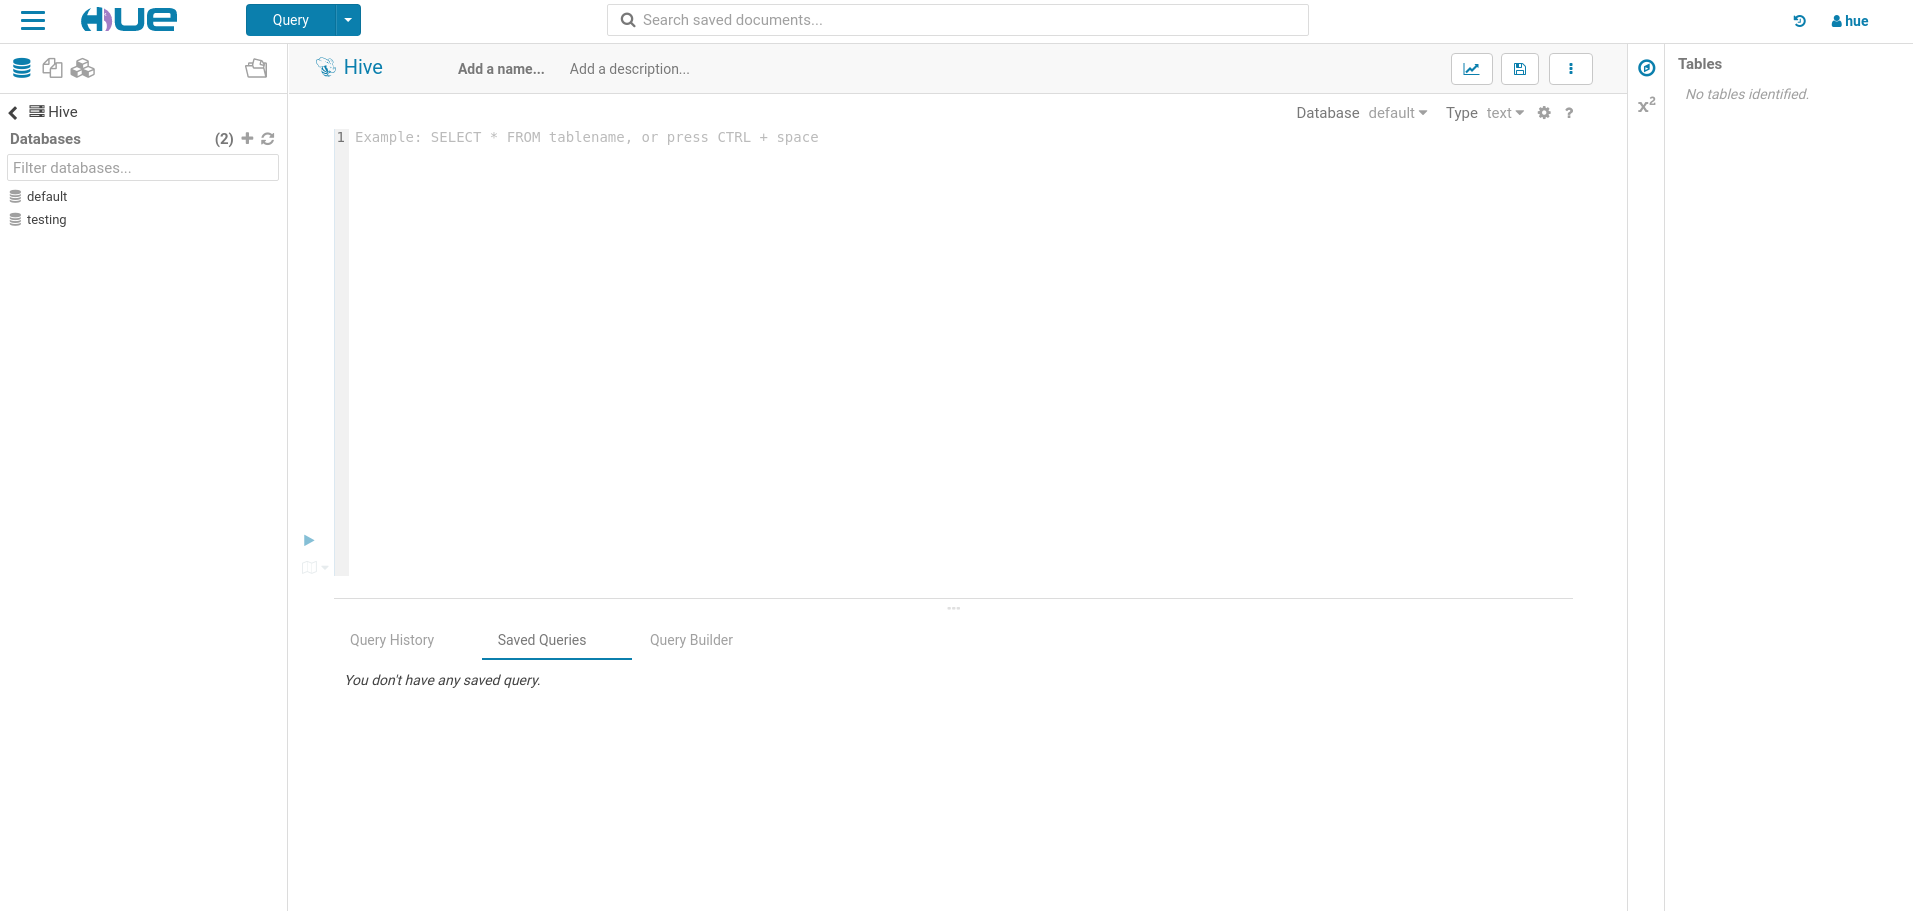 HUE
Query
Search saved documents...
hue
Hive
Add a name...
Add a description...
Tables
No tables identified.
Hive
Databases (2)
Filter databases...
default
testing
Database default Type text ?
1 Example: SELECT * FROM tablename, or press CTRL + space
x²
Query History
Saved Queries
Query Builder
You don't have any saved query.